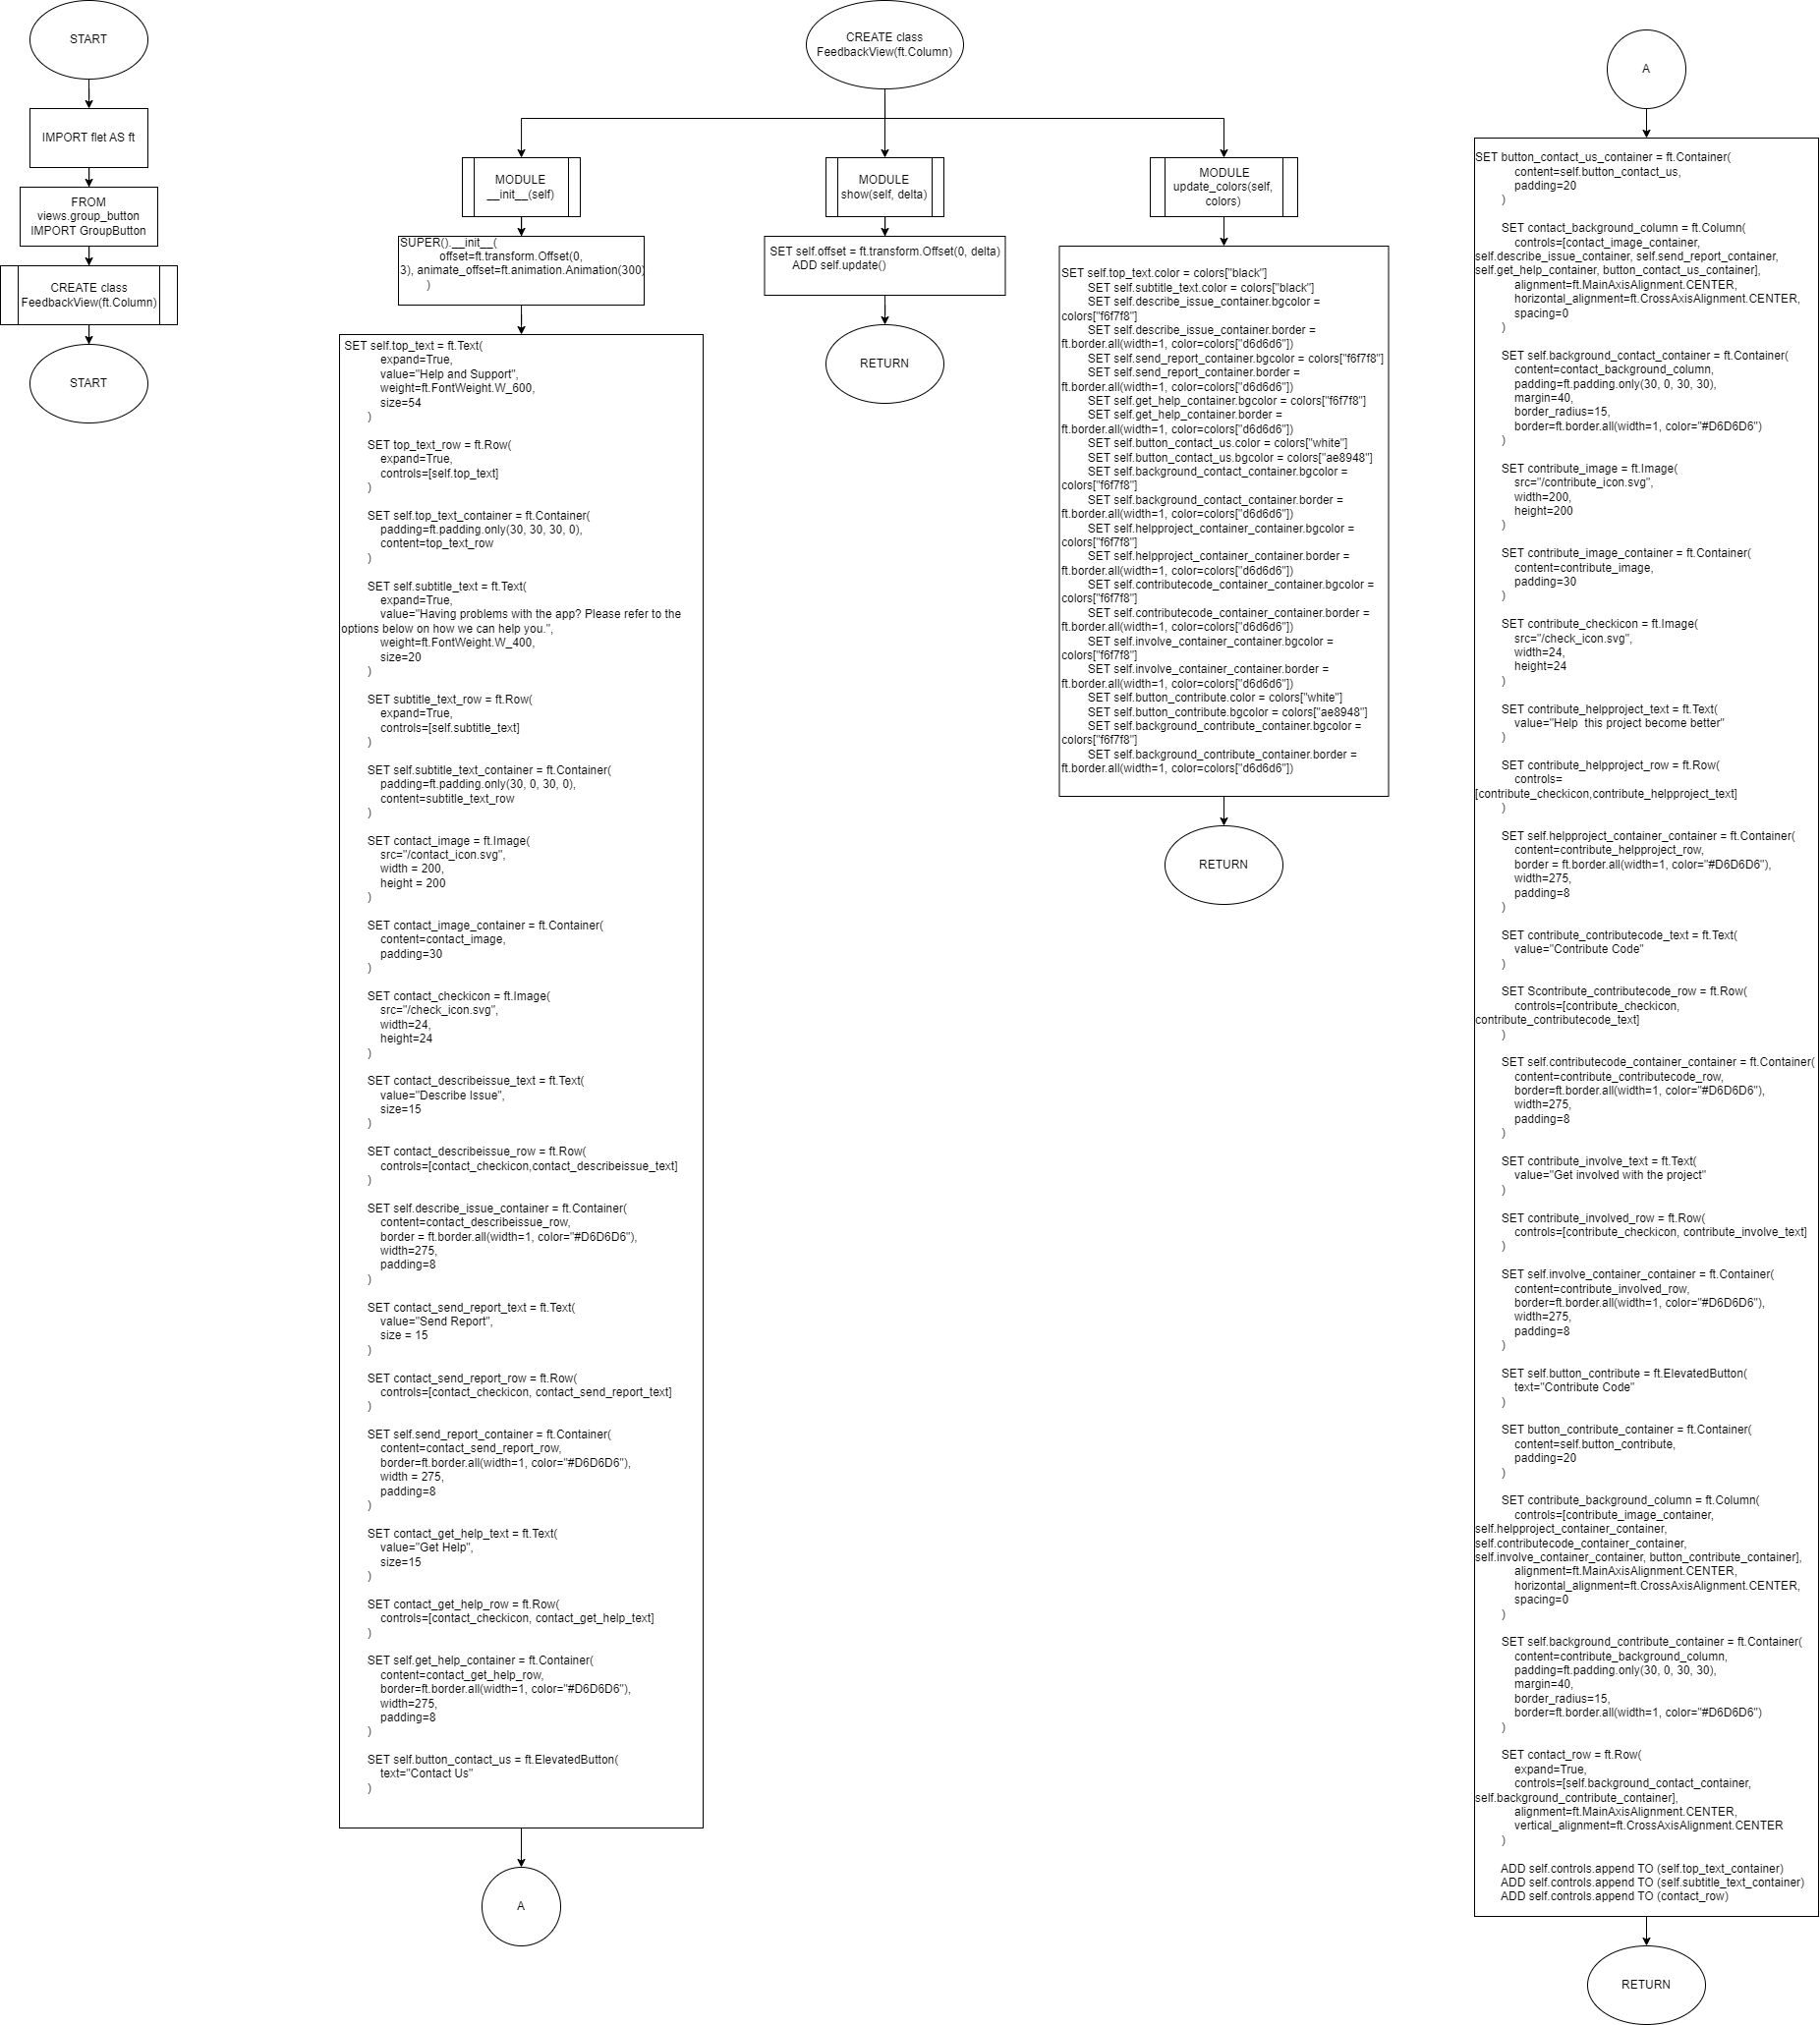 START
IMPORT flet AS ft
FROM
views.group_button
IMPORT GroupButton
CREATE class
FeedbackView(ft.Column)
START
CREATE class
FeedbackView(ft.Column)
MODULE
__init__(self)
SUPER().__init__(
offset=ft.transform.Offset(0,
3), animate_offset=ft.animation.Animation(300)
)
SET self.top_text = ft.Text(
expand=True,
value="Help and Support",
weight=ft.FontWeight.W_600,
size=54
)
SET top_text_row = ft.Row(
expand=True,
controls=[self.top_text]
)
SET self.top_text_container = ft.Container(
padding=ft.padding.only(30, 30, 30, 0),
content=top_text_row
)
SET self.subtitle_text = ft.Text(
expand=True,
value="Having problems with the app? Please refer to the
options below on how we can help you.",
weight=ft.FontWeight.W_400,
size=20
)
SET subtitle_text_row = ft.Row(
expand=True,
controls=[self.subtitle_text]
)
SET self.subtitle_text_container = ft.Container(
padding=ft.padding.only(30, 0, 30, 0),
content=subtitle_text_row
)
SET contact_image = ft.Image(
src="/contact_icon.svg",
width = 200,
height = 200
)
SET contact_image_container = ft.Container(
content=contact_image,
padding=30
)
SET contact_checkicon = ft.Image(
src="/check_icon.svg",
width=24,
height=24
)
SET contact_describeissue_text = ft.Text(
value="Describe Issue",
size=15
)
SET contact_describeissue_row = ft.Row(
controls=[contact_checkicon,contact_describeissue_text]
)
SET self.describe_issue_container = ft.Container(
content=contact_describeissue_row,
border = ft.border.all(width=1, color="#D6D6D6"),
width=275,
padding=8
)
SET contact_send_report_text = ft.Text(
value="Send Report",
size = 15
)
SET contact_send_report_row = ft.Row(
controls=[contact_checkicon, contact_send_report_text]
)
SET self.send_report_container = ft.Container(
content=contact_send_report_row,
border=ft.border.all(width=1, color="#D6D6D6"),
width = 275,
padding=8
)
SET contact_get_help_text = ft.Text(
value="Get Help",
size=15
)
SET contact_get_help_row = ft.Row(
controls=[contact_checkicon, contact_get_help_text]
)
SET self.get_help_container = ft.Container(
content=contact_get_help_row,
border=ft.border.all(width=1, color="#D6D6D6"),
width=275,
padding=8
)
SET self.button_contact_us = ft.ElevatedButton(
text="Contact Us"
)
A
MODULE
show(self, delta)
SET self.offset = ft.transform.Offset(0, delta)
ADD self.update()
RETURN
MODULE
update_colors(self,
colors)
SET self.top_text.color = colors["black"]
SET self.subtitle_text.color = colors["black"]
SET self.describe_issue_container.bgcolor =
colors["f6f7f8"]
SET self.describe_issue_container.border =
ft.border.all(width=1, color=colors["d6d6d6"])
SET self.send_report_container.bgcolor = colors["f6f7f8"]
SET self.send_report_container.border =
ft.border.all(width=1, color=colors["d6d6d6"])
SET self.get_help_container.bgcolor = colors["f6f7f8"]
SET self.get_help_container.border =
ft.border.all(width=1, color=colors["d6d6d6"])
SET self.button_contact_us.color = colors["white"]
SET self.button_contact_us.bgcolor = colors["ae8948"]
SET self.background_contact_container.bgcolor =
colors["f6f7f8"]
SET self.background_contact_container.border =
ft.border.all(width=1, color=colors["d6d6d6"])
SET self.helpproject_container_container.bgcolor =
colors["f6f7f8"]
SET self.helpproject_container_container.border =
ft.border.all(width=1, color=colors["d6d6d6"])
SET self.contributecode_container_container.bgcolor =
colors["f6f7f8"]
SET self.contributecode_container_container.border =
ft.border.all(width=1, color=colors["d6d6d6"])
SET self.involve_container_container.bgcolor =
colors["f6f7f8"]
SET self.involve_container_container.border =
ft.border.all(width=1, color=colors["d6d6d6"])
SET self.button_contribute.color = colors["white"]
SET self.button_contribute.bgcolor = colors["ae8948"]
SET self.background_contribute_container.bgcolor =
colors["f6f7f8"]
SET self.background_contribute_container.border =
ft.border.all(width=1, color=colors["d6d6d6"])
RETURN
A
SET button_contact_us_container = ft.Container(
content=self.button_contact_us,
padding=20
)
SET contact_background_column = ft.Column(
controls=[contact_image_container,
self.describe_issue_container, self.send_report_container,
self.get_help_container, button_contact_us_container],
alignment=ft.MainAxisAlignment.CENTER,
horizontal_alignment=ft.CrossAxisAlignment.CENTER,
spacing=0
)
SET self.background_contact_container = ft.Container(
content=contact_background_column,
padding=ft.padding.only(30, 0, 30, 30),
margin=40,
border_radius=15,
border=ft.border.all(width=1, color="#D6D6D6")
)
SET contribute_image = ft.Image(
src="/contribute_icon.svg",
width=200,
height=200
)
SET contribute_image_container = ft.Container(
content=contribute_image,
padding=30
)
SET contribute_checkicon = ft.Image(
src="/check_icon.svg",
width=24,
height=24
)
SET contribute_helpproject_text = ft.Text(
value="Help  this project become better"
)
SET contribute_helpproject_row = ft.Row(
controls=
[contribute_checkicon,contribute_helpproject_text]
)
SET self.helpproject_container_container = ft.Container(
content=contribute_helpproject_row,
border = ft.border.all(width=1, color="#D6D6D6"),
width=275,
padding=8
)
SET contribute_contributecode_text = ft.Text(
value="Contribute Code"
)
SET Scontribute_contributecode_row = ft.Row(
controls=[contribute_checkicon,
contribute_contributecode_text]
)
SET self.contributecode_container_container = ft.Container(
content=contribute_contributecode_row,
border=ft.border.all(width=1, color="#D6D6D6"),
width=275,
padding=8
)
SET contribute_involve_text = ft.Text(
value="Get involved with the project"
)
SET contribute_involved_row = ft.Row(
controls=[contribute_checkicon, contribute_involve_text]
)
SET self.involve_container_container = ft.Container(
content=contribute_involved_row,
border=ft.border.all(width=1, color="#D6D6D6"),
width=275,
padding=8
)
SET self.button_contribute = ft.ElevatedButton(
text="Contribute Code"
)
SET button_contribute_container = ft.Container(
content=self.button_contribute,
padding=20
)
SET contribute_background_column = ft.Column(
controls=[contribute_image_container,
self.helpproject_container_container,
self.contributecode_container_container,
self.involve_container_container, button_contribute_container],
alignment=ft.MainAxisAlignment.CENTER,
horizontal_alignment=ft.CrossAxisAlignment.CENTER,
spacing=0
)
SET self.background_contribute_container = ft.Container(
content=contribute_background_column,
padding=ft.padding.only(30, 0, 30, 30),
margin=40,
border_radius=15,
border=ft.border.all(width=1, color="#D6D6D6")
)
SET contact_row = ft.Row(
expand=True,
controls=[self.background_contact_container,
self.background_contribute_container],
alignment=ft.MainAxisAlignment.CENTER,
vertical_alignment=ft.CrossAxisAlignment.CENTER
)
ADD self.controls.append TO (self.top_text_container)
ADD self.controls.append TO (self.subtitle_text_container)
ADD self.controls.append TO (contact_row)
RETURN